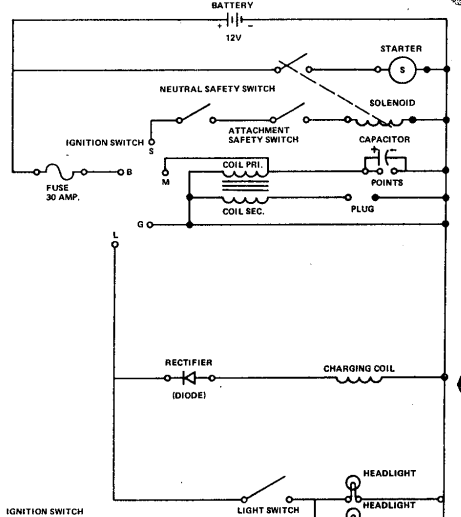 BATTERY
+ −
12V
STARTER
S
NEUTRAL SAFETY SWITCH
SOLENOID
ATTACHMENT
SAFETY SWITCH
CAPACITOR
+ −
IGNITION SWITCH
S
B
M
COIL PRI.
POINTS
FUSE
30 AMP.
COIL SEC.
PLUG
G
L
RECTIFIER
(DIODE)
CHARGING COIL
HEADLIGHT
LIGHT SWITCH
HEADLIGHT
IGNITION SWITCH